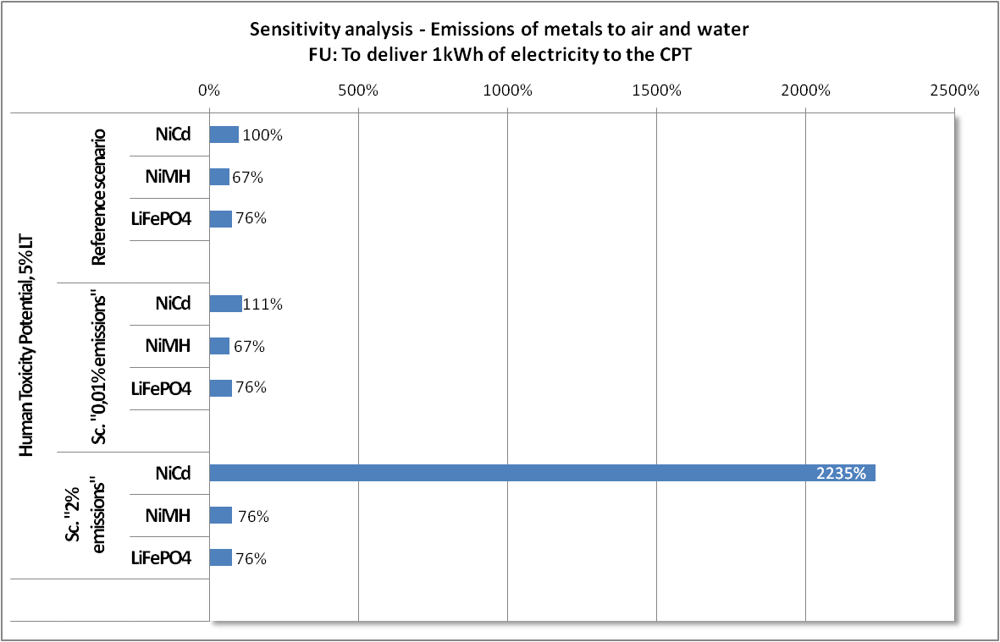 Sensitivity analysis - Emissions of metals to air and water
FU: To deliver 1kWh of electricity to the CPT
0% 500% 1000% 1500% 2000% 2500%
Human Toxicity Potential, 5% LT
Reference scenario
NiCd 100%
NiMH 67%
LiFePO4 76%
Sc. "0,01% emissions"
NiCd 111%
NiMH 67%
LiFePO4 76%
Sc. "2%
emissions"
NiCd 2235%
NiMH 76%
LiFePO4 76%